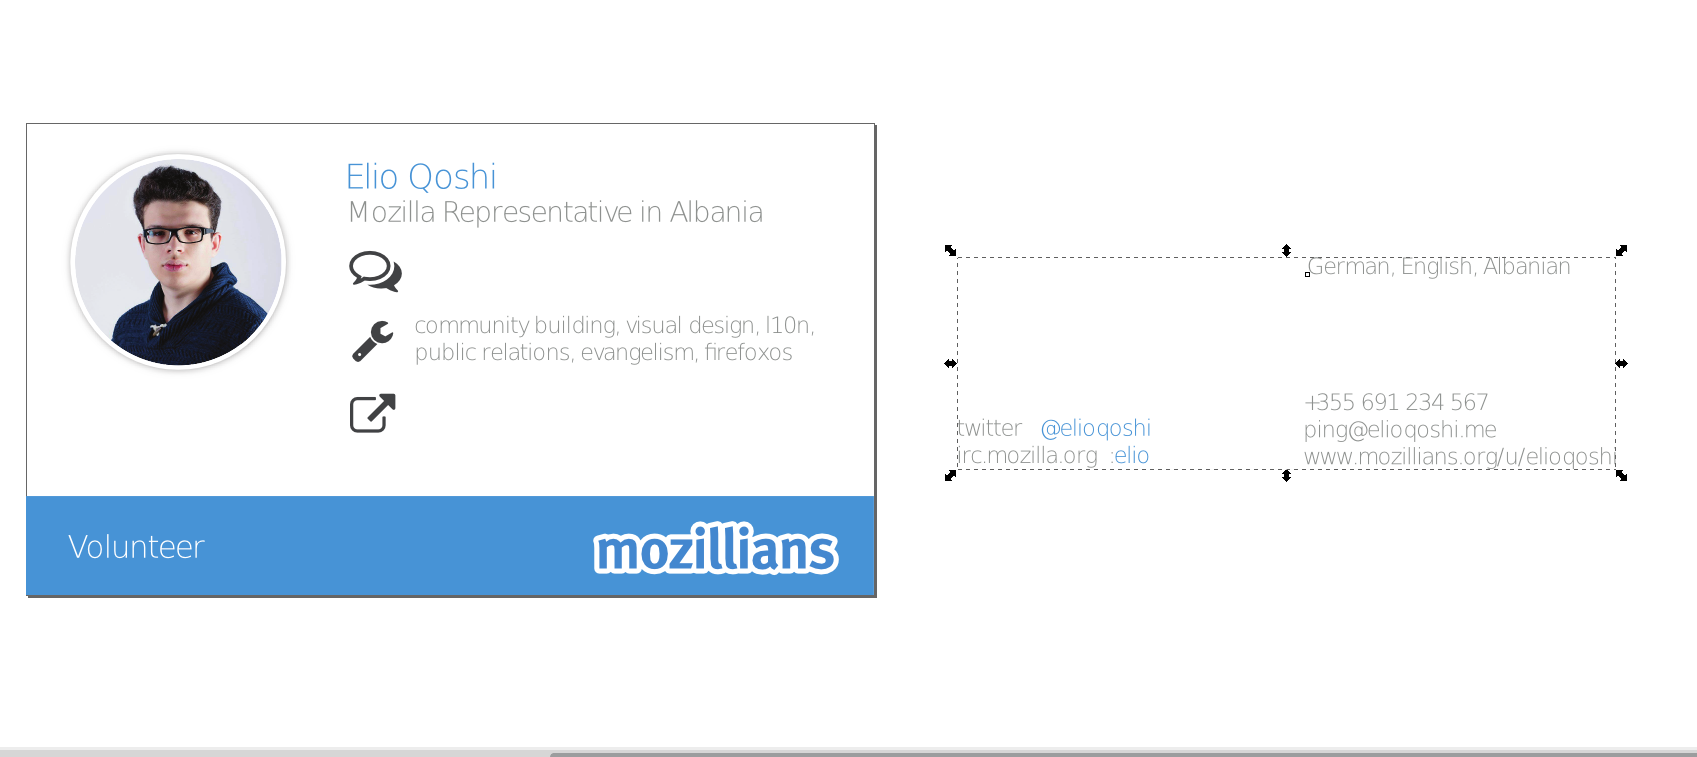 Elio Qoshi
Mozilla Representative in Albania
community building, visual design, l10n,
public relations, evangelism, firefoxos
Volunteer
mozillians
German, English, Albanian
twitter @elioqoshi
irc.mozilla.org :elio
+355 691 234 567
ping@elioqoshi.me
www.mozillians.org/u/elioqoshi